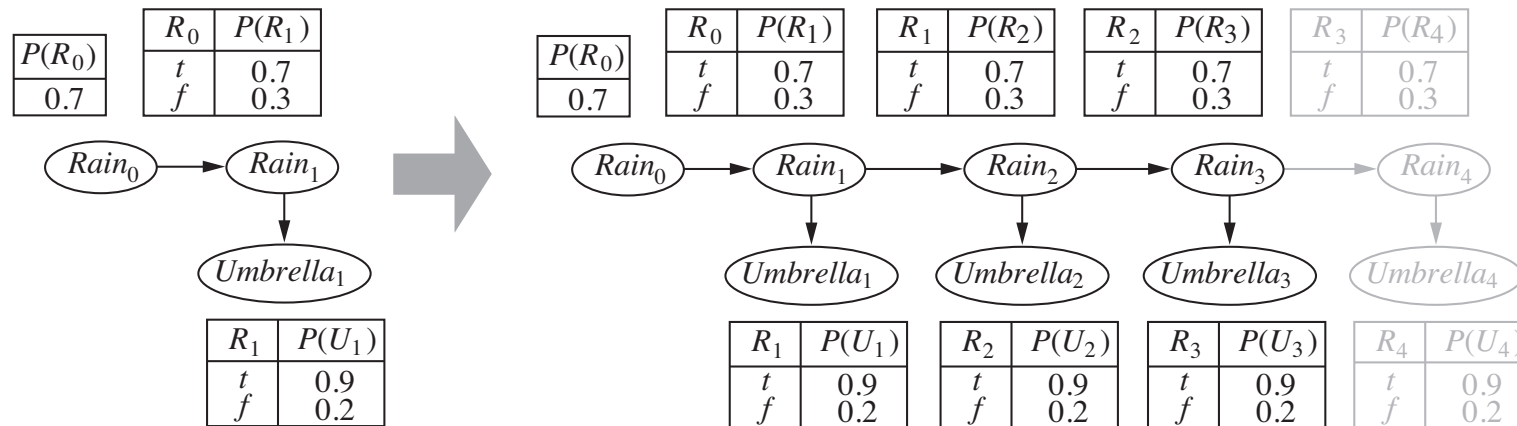 P(R₀)
0.7
R₀ P(R₁)
t 0.7
f 0.3
Rain₀
Rain₁
Umbrella₁
R₁ P(U₁)
t 0.9
f 0.2
P(R₀)
0.7
R₀ P(R₁)
t 0.7
f 0.3
R₁ P(R₂)
t 0.7
f 0.3
R₂ P(R₃)
t 0.7
f 0.3
R₃ P(R₄)
t 0.7
f 0.3
Rain₀
Rain₁
Rain₂
Rain₃
Rain₄
Umbrella₁
Umbrella₂
Umbrella₃
Umbrella₄
R₁ P(U₁)
t 0.9
f 0.2
R₂ P(U₂)
t 0.9
f 0.2
R₃ P(U₃)
t 0.9
f 0.2
R₄ P(U₄)
t 0.9
f 0.2